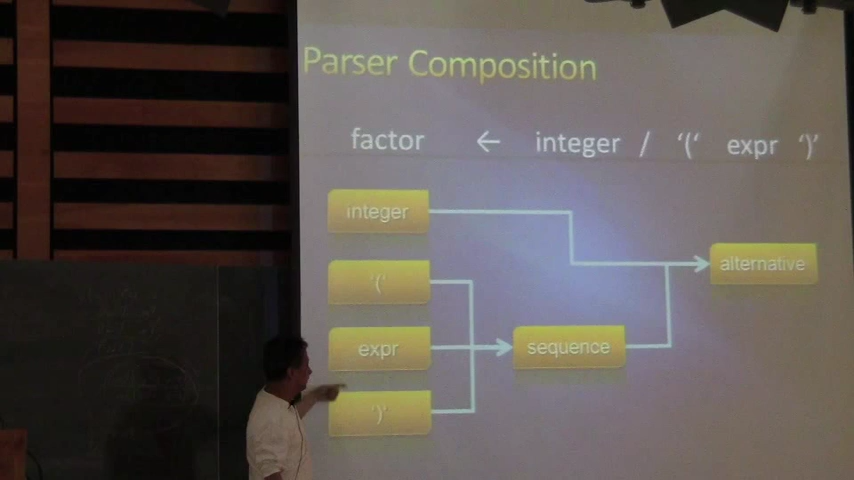 Parser Composition
factor ← integer / '(' expr ')'
integer
'('
alternative
expr
sequence
')'